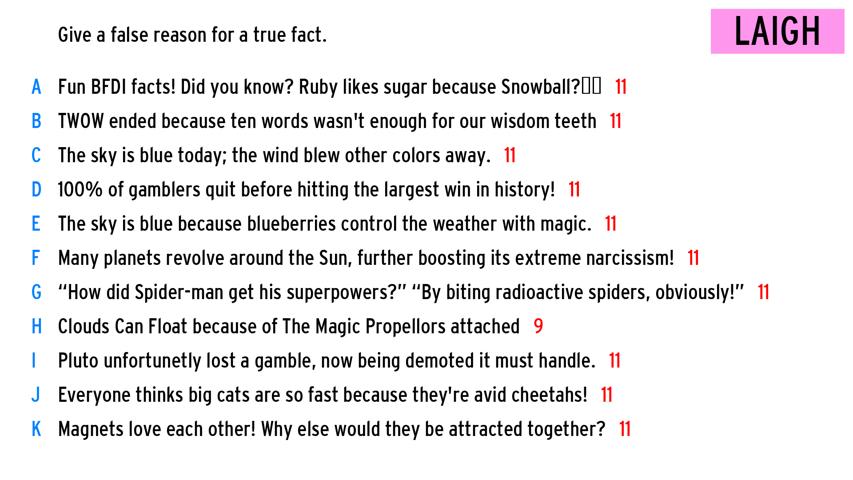 Give a false reason for a true fact.
LAIGH
A Fun BFDI facts! Did you know? Ruby likes sugar because Snowball?▯▯ 11
B TWOW ended because ten words wasn't enough for our wisdom teeth 11
C The sky is blue today; the wind blew other colors away. 11
D 100% of gamblers quit before hitting the largest win in history! 11
E The sky is blue because blueberries control the weather with magic. 11
F Many planets revolve around the Sun, further boosting its extreme narcissism! 11
G “How did Spider-man get his superpowers?” “By biting radioactive spiders, obviously!” 11
H Clouds Can Float because of The Magic Propellors attached 9
I Pluto unfortunetly lost a gamble, now being demoted it must handle. 11
J Everyone thinks big cats are so fast because they're avid cheetahs! 11
K Magnets love each other! Why else would they be attracted together? 11